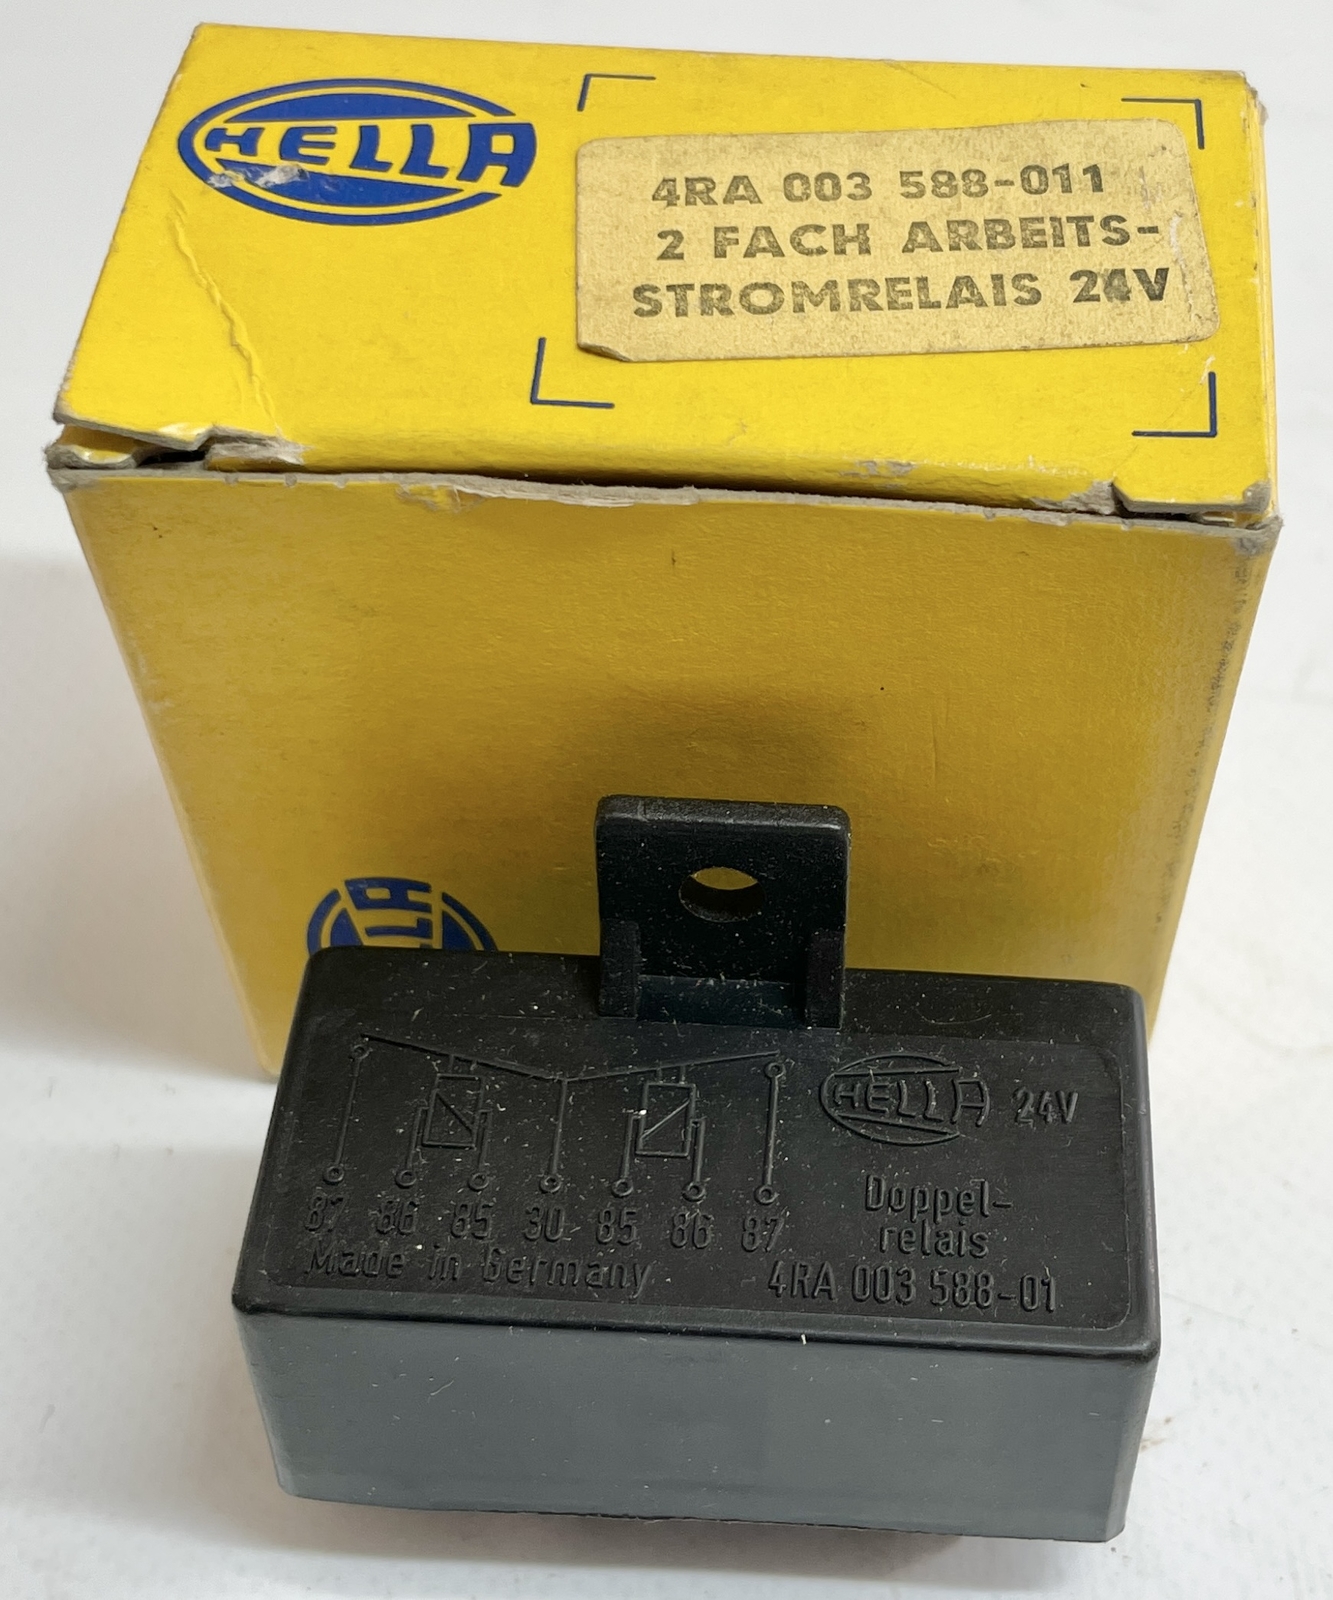 HELLA
4RA 003 588-011
2 FACH ARBEITS-
STROMRELAIS 24V
HELLA 24V
Doppel-
relais
87 86 85 30 85 86 87
Made in Germany
4RA 003 588-01